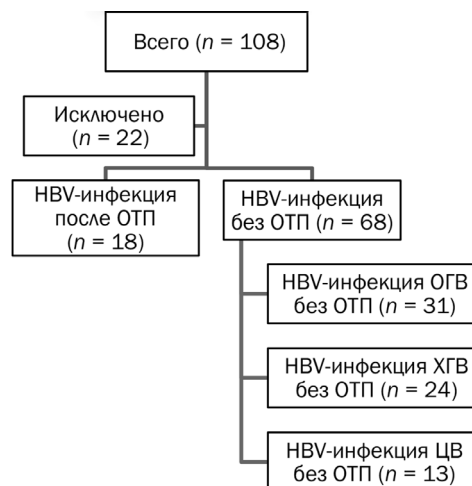 Всего (n = 108)
Исключено
(n = 22)
HBV-инфекция
после ОТП
(n = 18)
HBV-инфекция
без ОТП (n = 68)
HBV-инфекция ОГВ
без ОТП (n = 31)
HBV-инфекция ХГВ
без ОТП (n = 24)
HBV-инфекция ЦВ
без ОТП (n = 13)